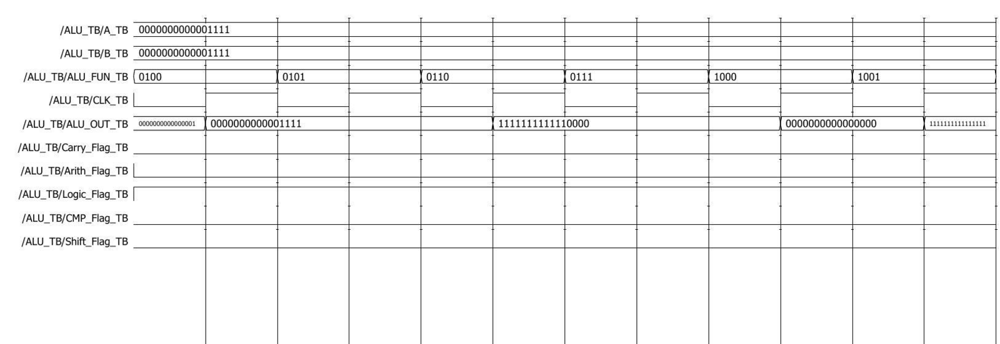 /ALU_TB/A_TB 0000000000001111
/ALU_TB/B_TB 0000000000001111
/ALU_TB/ALU_FUN_TB 0100 0101 0110 0111 1000 1001
/ALU_TB/CLK_TB
/ALU_TB/ALU_OUT_TB 0000000000000001 0000000000001111 1111111111110000 0000000000000000 1111111111111111
/ALU_TB/Carry_Flag_TB
/ALU_TB/Arith_Flag_TB
/ALU_TB/Logic_Flag_TB
/ALU_TB/CMP_Flag_TB
/ALU_TB/Shift_Flag_TB